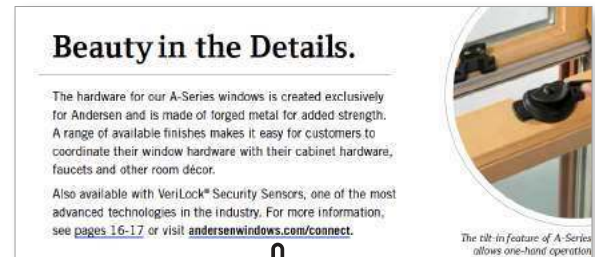 Beauty in the Details.
The hardware for our A-Series windows is created exclusively
for Andersen and is made of forged metal for added strength.
A range of available finishes makes it easy for customers to
coordinate their window hardware with their cabinet hardware,
faucets and other room décor.
Also available with VeriLock® Security Sensors, one of the most
advanced technologies in the industry. For more information,
see pages 16-17 or visit andersenwindows.com/connect.
The tilt-in feature of A-Series
allows one-hand operation